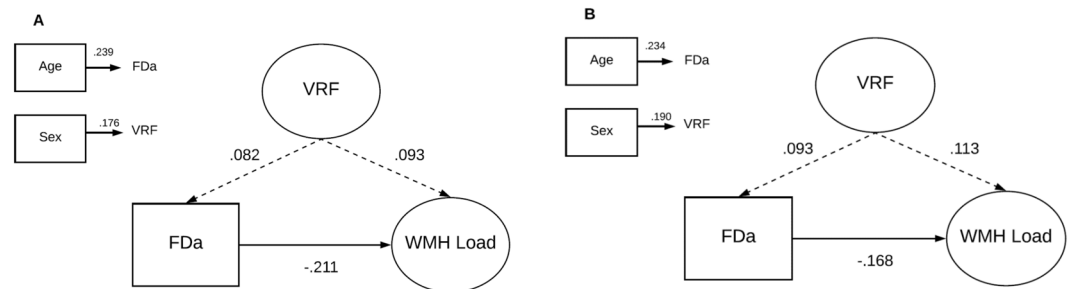 A
Age
.239
FDa
Sex
.176
VRF
VRF
.082
.093
FDa
WMH Load
-.211
B
Age
.234
FDa
Sex
.190
VRF
VRF
.093
.113
FDa
WMH Load
-.168